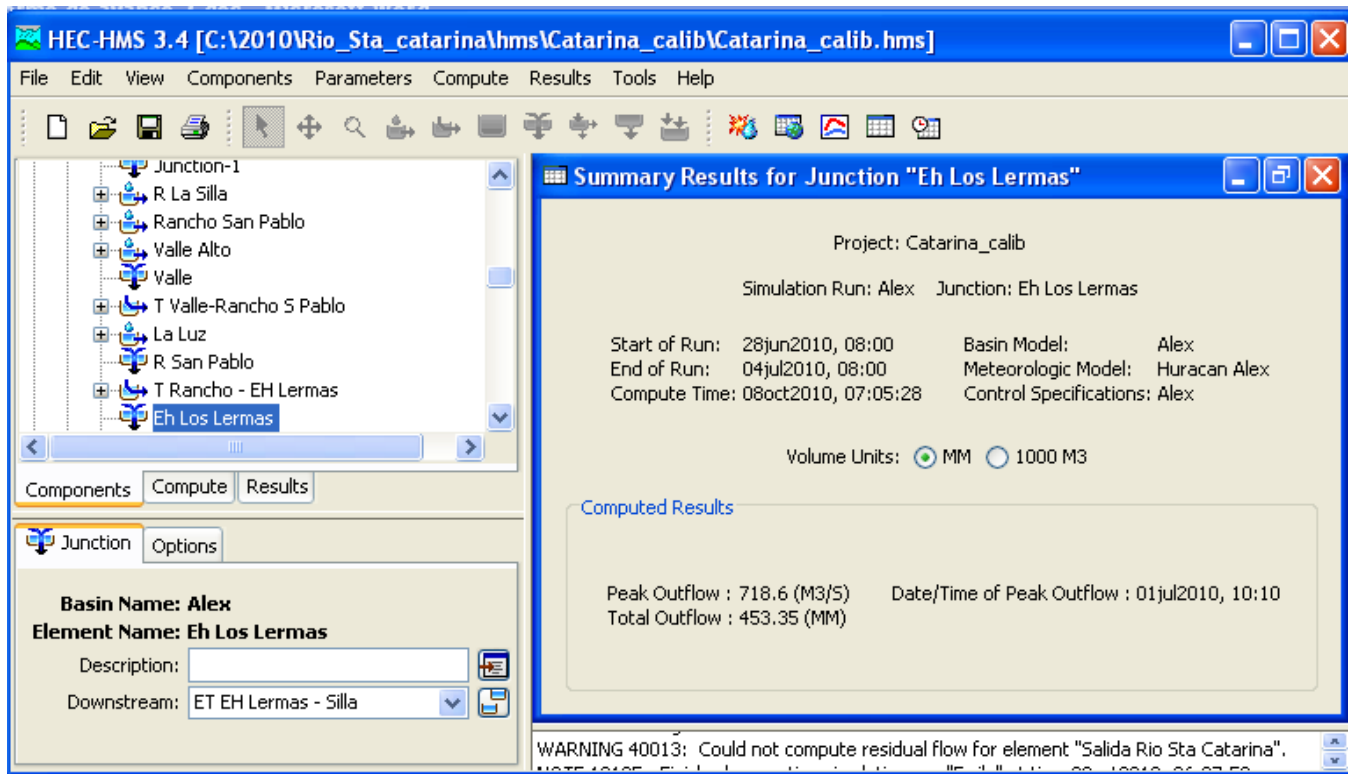 HEC-HMS 3.4 [C:\2010\Rio_Sta_catarina\hms\Catarina_calib\Catarina_calib.hms]
File Edit View Components Parameters Compute Results Tools Help
Junction-1
R La Silla
Rancho San Pablo
Valle Alto
Valle
T Valle-Rancho S Pablo
La Luz
R San Pablo
T Rancho - EH Lermas
Eh Los Lermas
Components Compute Results
Junction Options
Basin Name: Alex
Element Name: Eh Los Lermas
Description:
Downstream: ET EH Lermas - Silla
Summary Results for Junction "Eh Los Lermas"
Project: Catarina_calib
Simulation Run: Alex Junction: Eh Los Lermas
Start of Run: 28jun2010, 08:00 Basin Model: Alex
End of Run: 04jul2010, 08:00 Meteorologic Model: Huracan Alex
Compute Time: 08oct2010, 07:05:28 Control Specifications: Alex
Volume Units: MM 1000 M3
Computed Results
Peak Outflow : 718.6 (M3/S) Date/Time of Peak Outflow : 01jul2010, 10:10
Total Outflow : 453.35 (MM)
WARNING 40013: Could not compute residual flow for element "Salida Rio Sta Catarina".